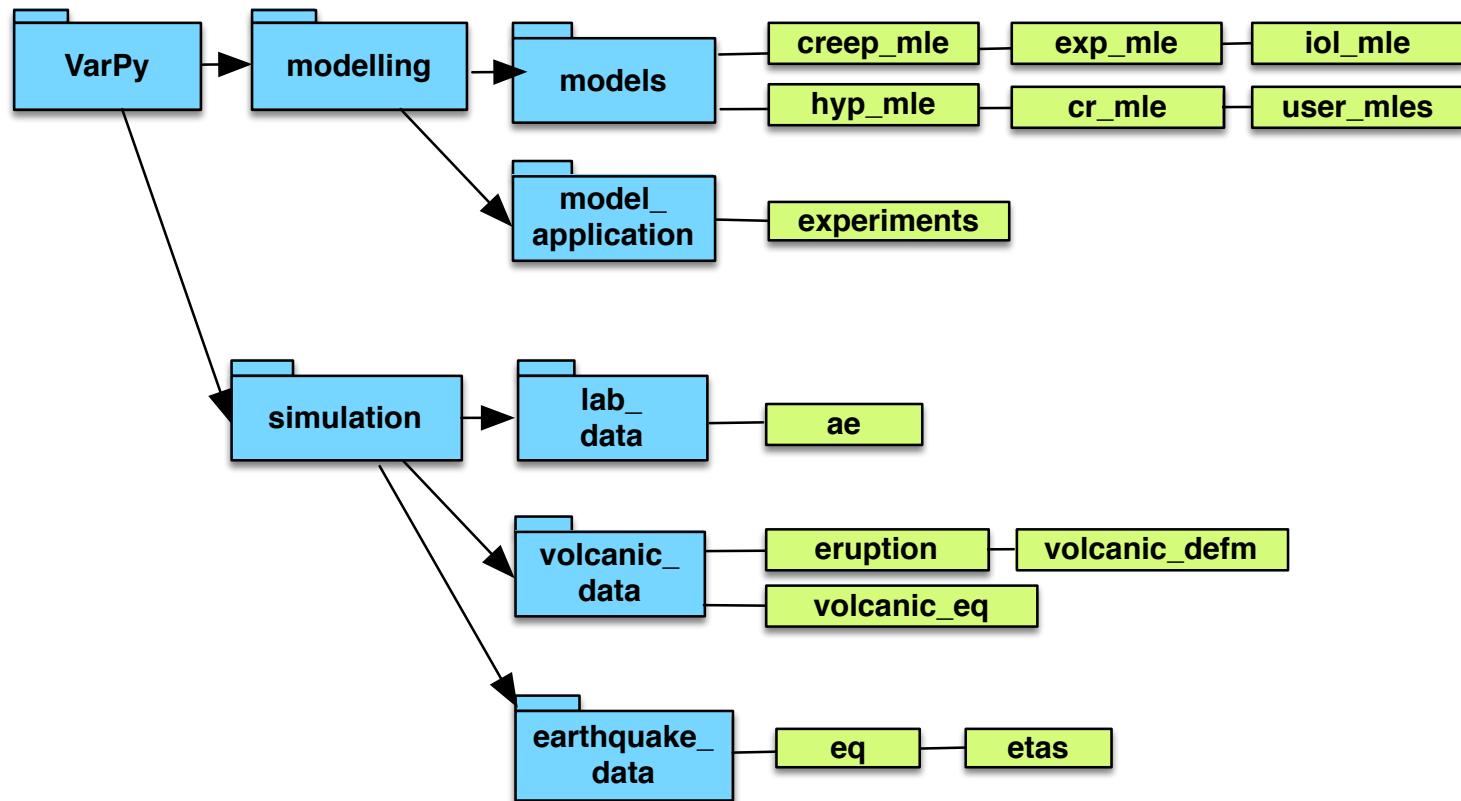 VarPy
modelling
models
creep_mle
exp_mle
iol_mle
hyp_mle
cr_mle
user_mles
model_
application
experiments
simulation
lab_
data
ae
volcanic_
data
eruption
volcanic_defm
volcanic_eq
earthquake_
data
eq
etas